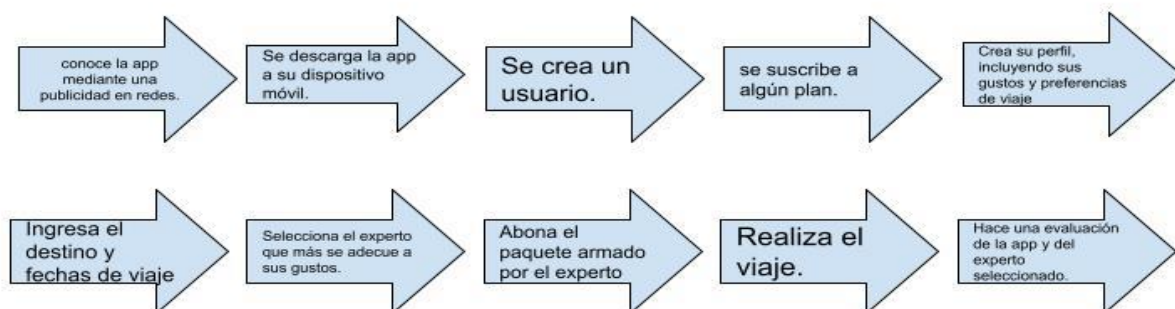 conoce la app
mediante una
publicidad en redes.
Se descarga la app
a su dispositivo
móvil.
Se crea un
usuario.
se suscribe a
algún plan.
Crea su perfil,
incluyendo sus
gustos y preferencias
de viaje
Ingresa el
destino y
fechas de viaje
Selecciona el experto
que más se adecue a
sus gustos.
Abona el
paquete armado
por el experto
Realiza el
viaje.
Hace una evaluación
de la app y del
experto
seleccionado.